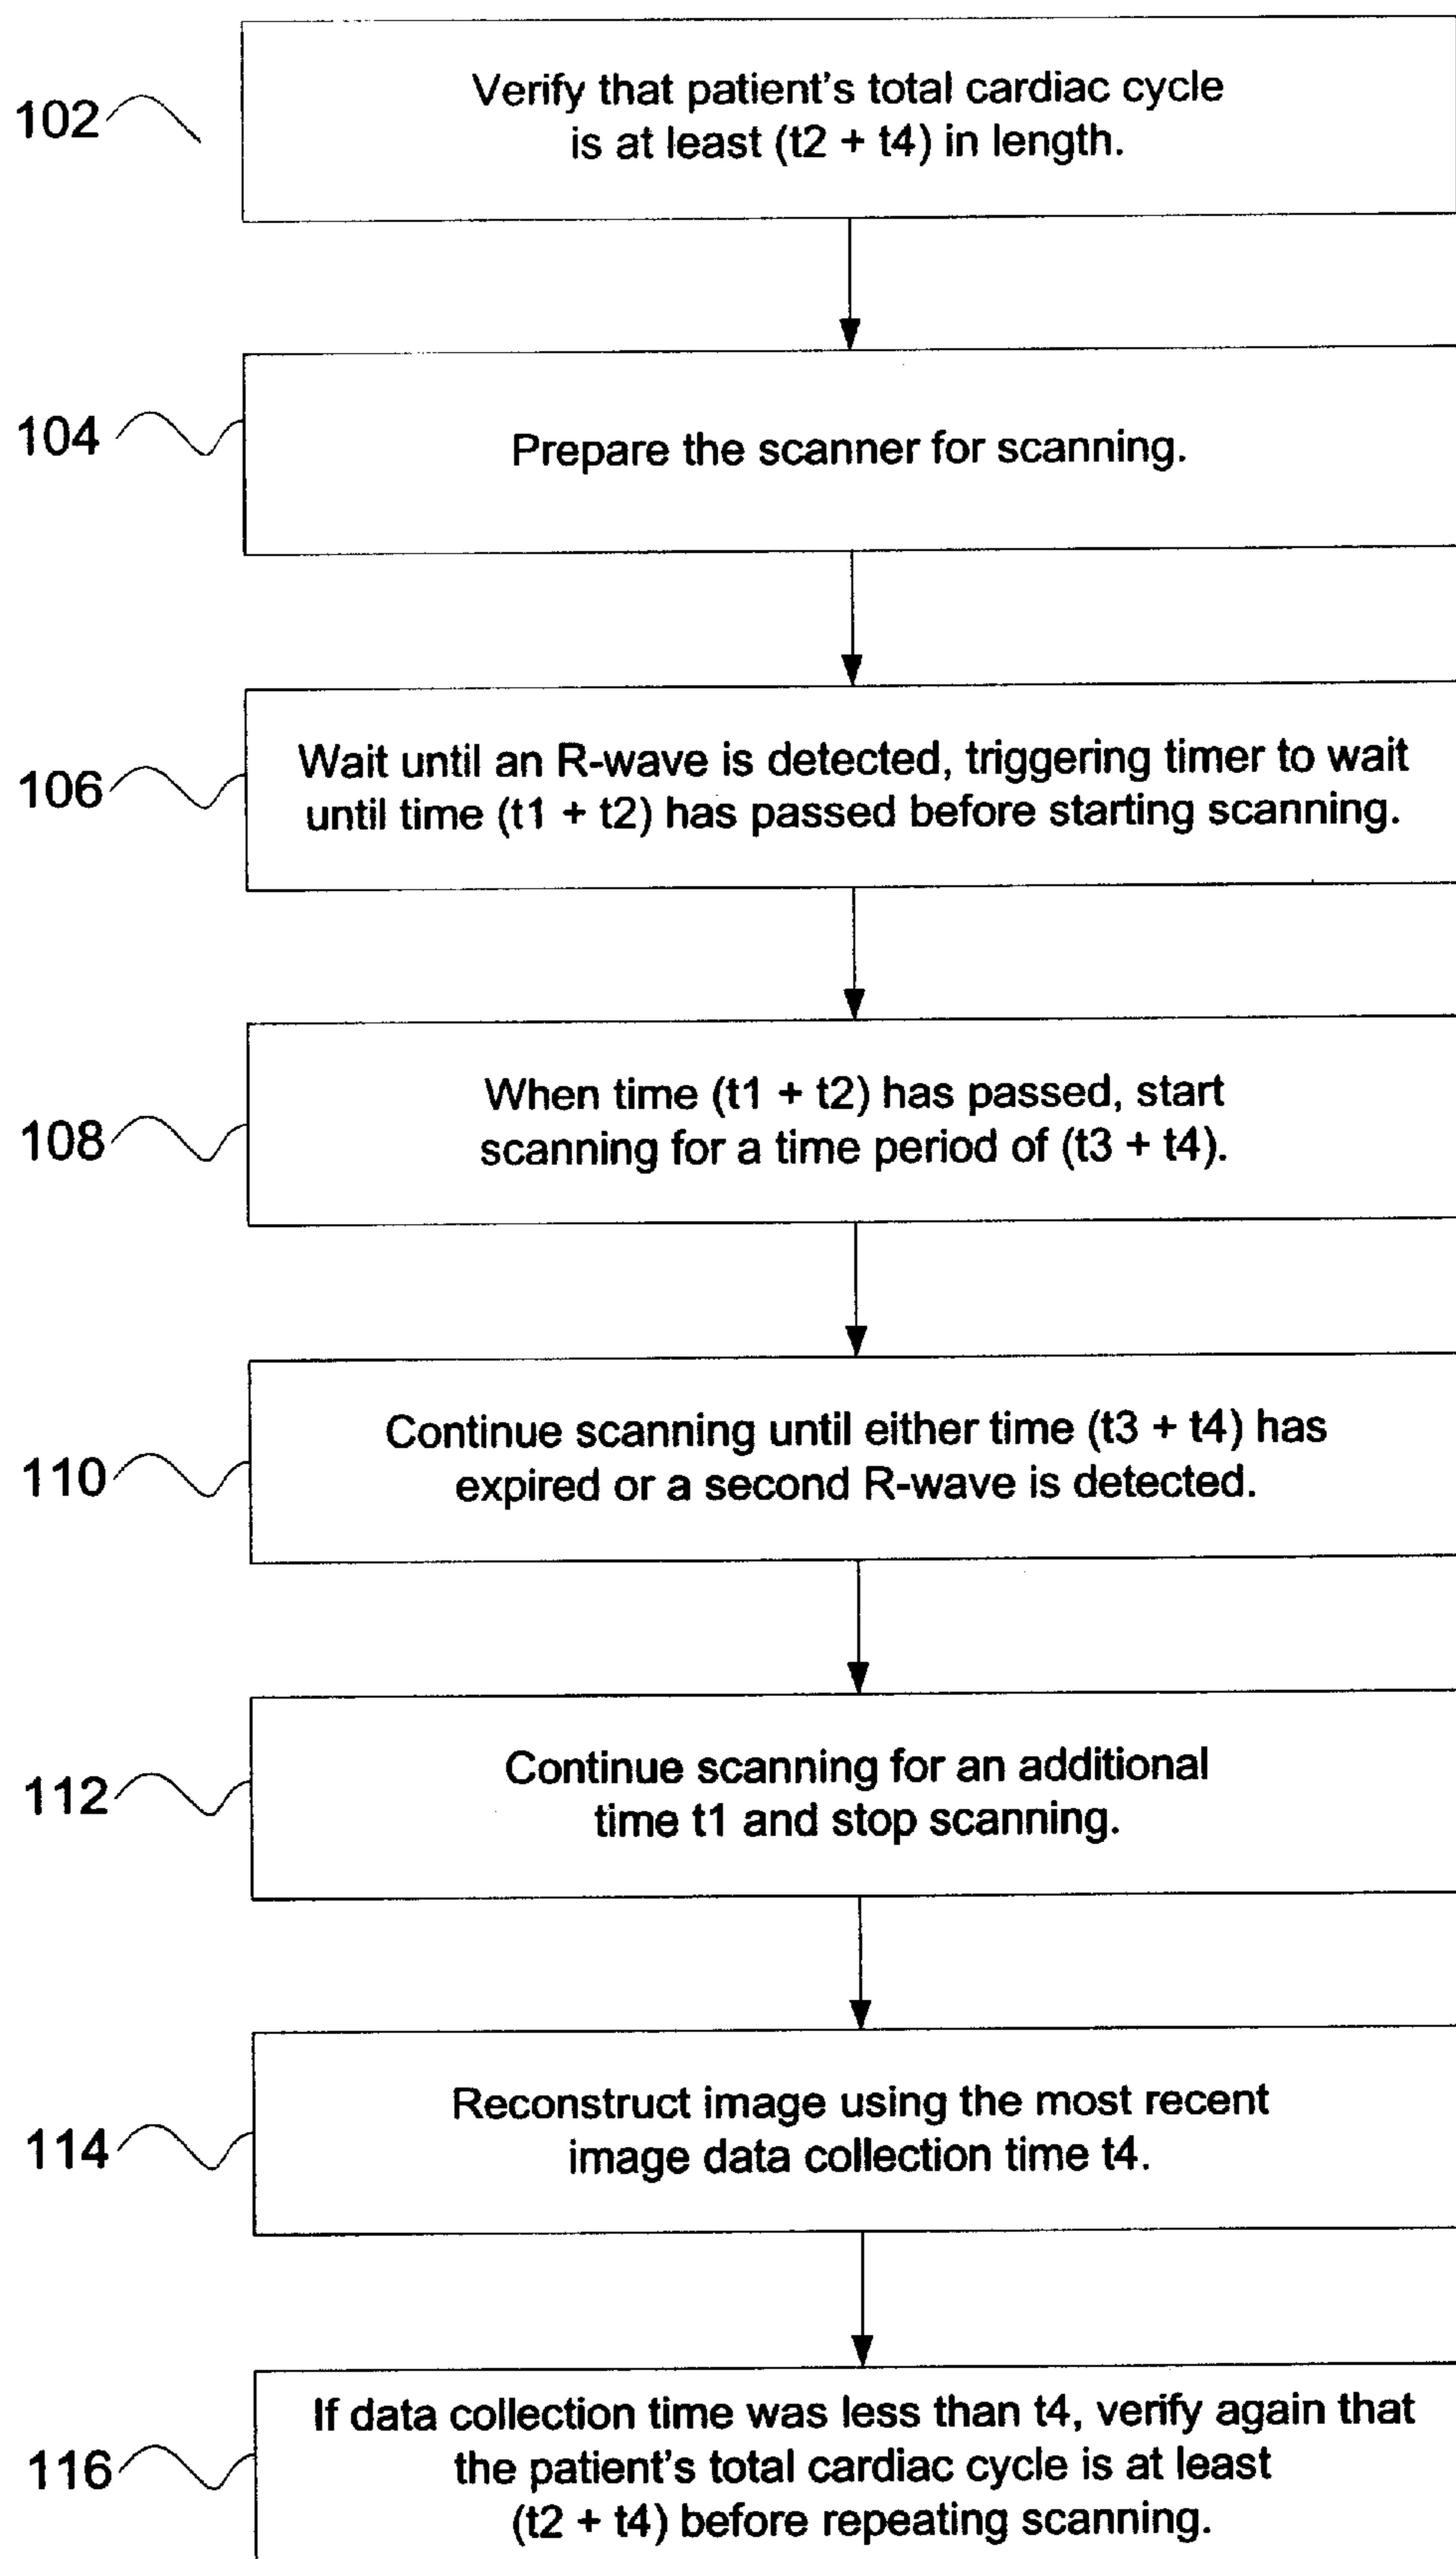 102
Verify that patient's total cardiac cycle
is at least (t2 + t4) in length.
104
Prepare the scanner for scanning.
106
Wait until an R-wave is detected, triggering timer to wait
until time (t1 + t2) has passed before starting scanning.
108
When time (t1 + t2) has passed, start
scanning for a time period of (t3 + t4).
110
Continue scanning until either time (t3 + t4) has
expired or a second R-wave is detected.
112
Continue scanning for an additional
time t1 and stop scanning.
114
Reconstruct image using the most recent
image data collection time t4.
116
If data collection time was less than t4, verify again that
the patient's total cardiac cycle is at least
(t2 + t4) before repeating scanning.